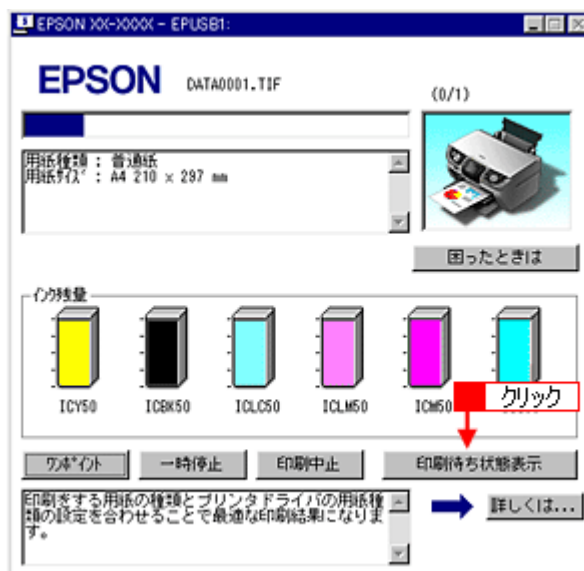 EPSON XX-XXXX - EPUSB1:
EPSON DATA0001.TIF
(0/1)
用紙種類 : 普通紙
用紙ｻｲｽﾞ : A4 210 x 297 mm
困ったときは
ｲﾝｸ残量
ICY50 ICBK50 ICLC50 ICLM50 ICM50
クリック
ﾜﾝﾎﾟｲﾝﾄ 一時停止 印刷中止 印刷待ち状態表示
印刷をする用紙の種類とプリンタドライバの用紙種
類の設定を合わせることで最適な印刷結果になりま
す。
詳しくは...